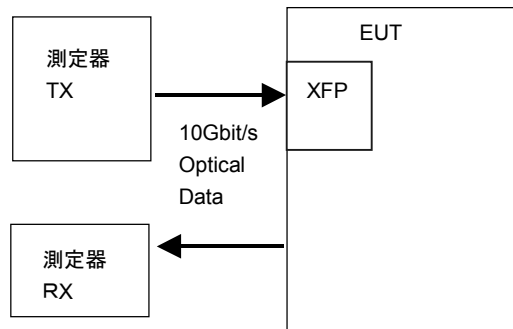 測定器
TX
EUT
XFP
10Gbit/s
Optical
Data
測定器
RX